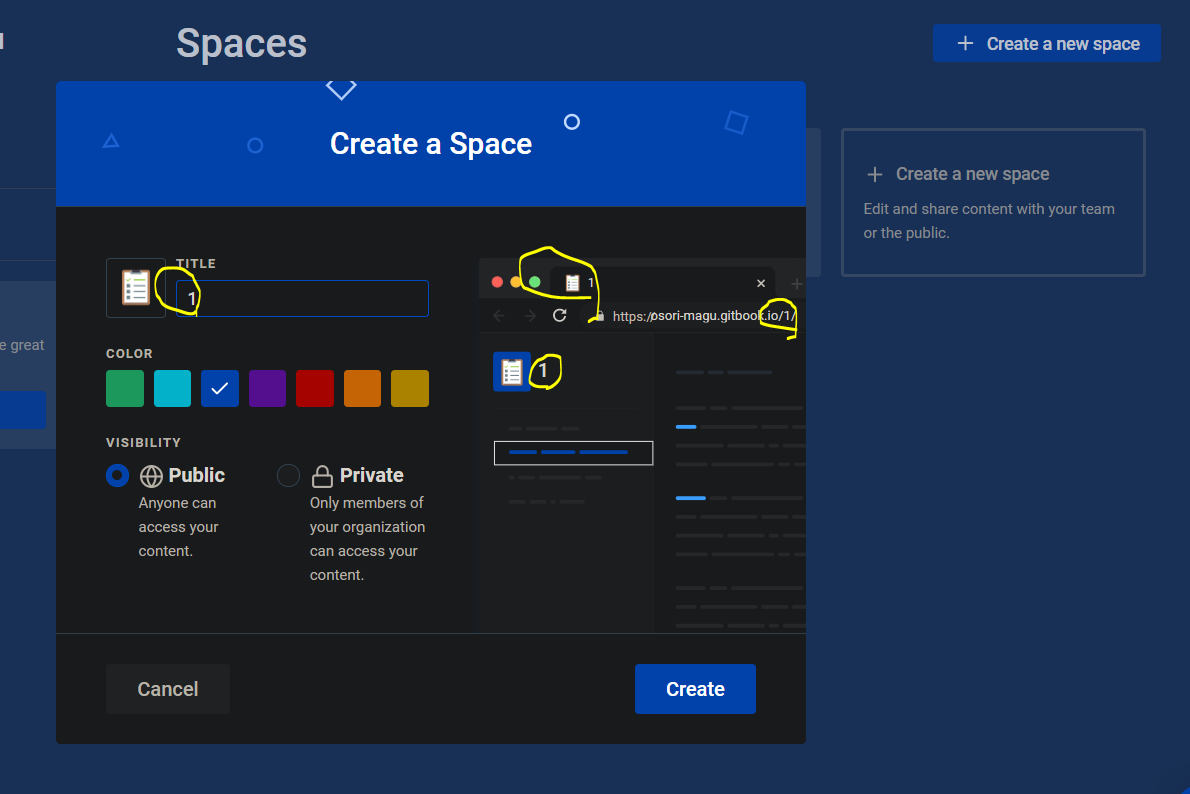 Spaces
Create a new space
Create a Space
Create a new space
Edit and share content with your team
or the public.
TITLE
1
1
https://osori-magu.gitbook.io/1/
1
COLOR
e great
VISIBILITY
Public
Anyone can
access your
content.
Private
Only members of
your organization
can access your
content.
Cancel
Create